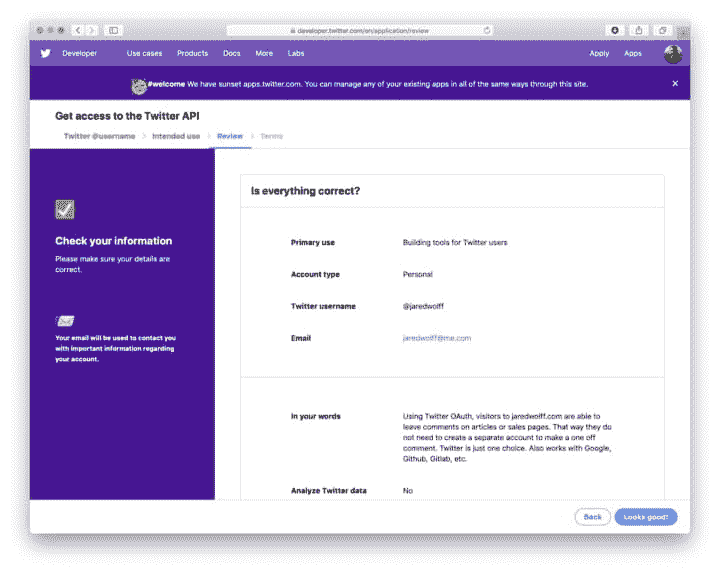 developer.twitter.com/en/application/review
Developer Use cases Products Docs More Labs Apply Apps
#welcome We have sunset apps.twitter.com. You can manage any of your existing apps in all of the same ways through this site.
Get access to the Twitter API
Twitter @username Intended use Review Terms
Check your information
Please make sure your details are
correct.
Your email will be used to contact you
with important information regarding
your account.
Is everything correct?
Primary use Building tools for Twitter users
Account type Personal
Twitter username @jaredwolff
Email jaredwolff@me.com
In your words Using Twitter OAuth, visitors to jaredwolff.com are able to
leave comments on articles or sales pages. That way they do
not need to create a separate account to make a one off
comment. Twitter is just one choice. Also works with Google,
Github, Gitlab, etc.
Analyze Twitter data No
Back Looks good!